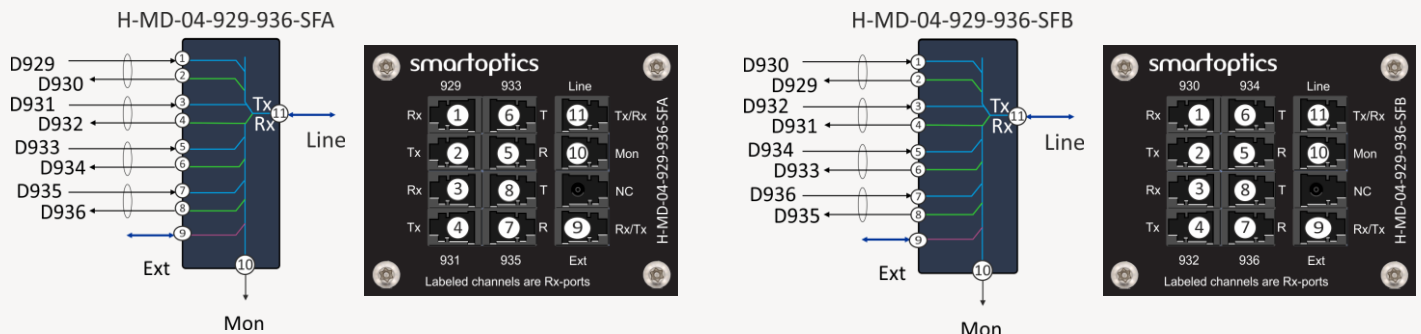 H-MD-04-929-936-SFA
D929
D930
D931
D932
D933
D934
D935
D936
1
2
3
4
5
6
7
8
9
10
11
Tx
Rx
Line
Ext
Mon
smartoptics
929 933 Line
Rx 1 6 T 11 Tx/Rx
Tx 2 5 R 10 Mon
Rx 3 8 T NC
Tx 4 7 R 9 Rx/Tx
931 935 Ext
Labeled channels are Rx-ports
H-MD-04-929-936-SFA
H-MD-04-929-936-SFB
D930
D929
D932
D931
D934
D933
D936
D935
1
2
3
4
5
6
7
8
9
10
11
Tx
Rx
Line
Ext
Mon
smartoptics
930 934 Line
Rx 1 6 T 11 Tx/Rx
Tx 2 5 R 10 Mon
Rx 3 8 T NC
Tx 4 7 R 9 Rx/Tx
932 936 Ext
Labeled channels are Rx-ports
H-MD-04-929-936-SFB